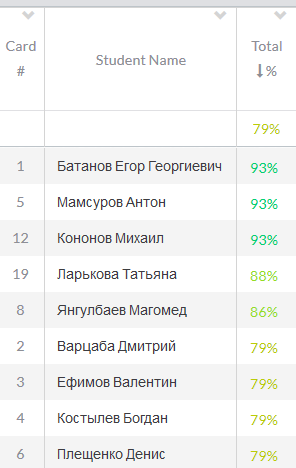 Card # Student Name Total %
79%
1 Батанов Егор Георгиевич 93%
5 Мамсуров Антон 93%
12 Кононов Михаил 93%
19 Ларькова Татьяна 88%
8 Янгулбаев Магомед 86%
2 Варцаба Дмитрий 79%
3 Ефимов Валентин 79%
4 Костылев Богдан 79%
6 Плещенко Денис 79%